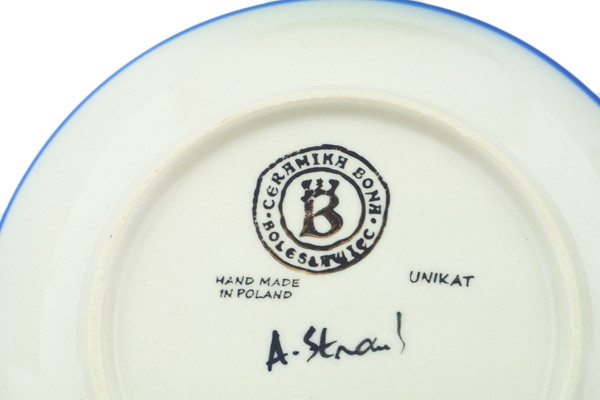 CERAMIKA BONA
BOLESŁAWIEC
B
HAND MADE
IN POLAND
UNIKAT